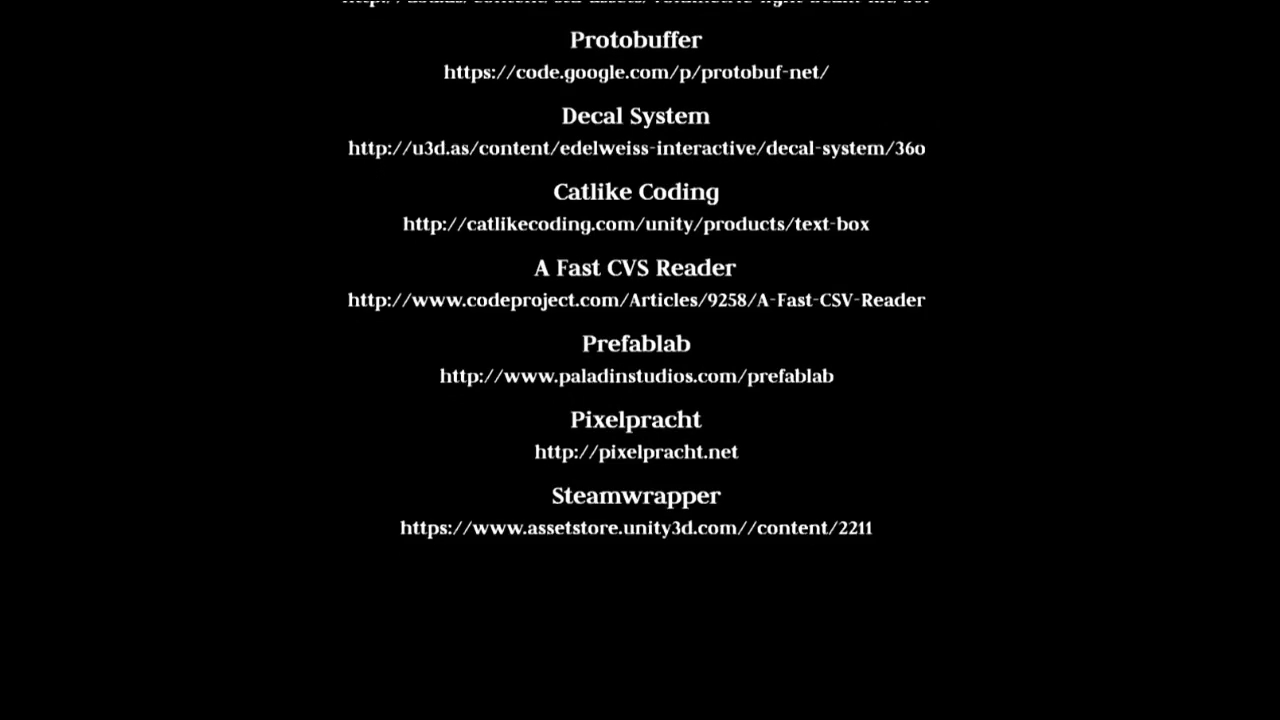 Protobuffer
https://code.google.com/p/protobuf-net/
Decal System
http://u3d.as/content/edelweiss-interactive/decal-system/360
Catlike Coding
http://catlikecoding.com/unity/products/text-box
A Fast CVS Reader
http://www.codeproject.com/Articles/9258/A-Fast-CSV-Reader
Prefablab
http://www.paladinstudios.com/prefablab
Pixelpracht
http://pixelpracht.net
Steamwrapper
https://www.assetstore.unity3d.com//content/2211